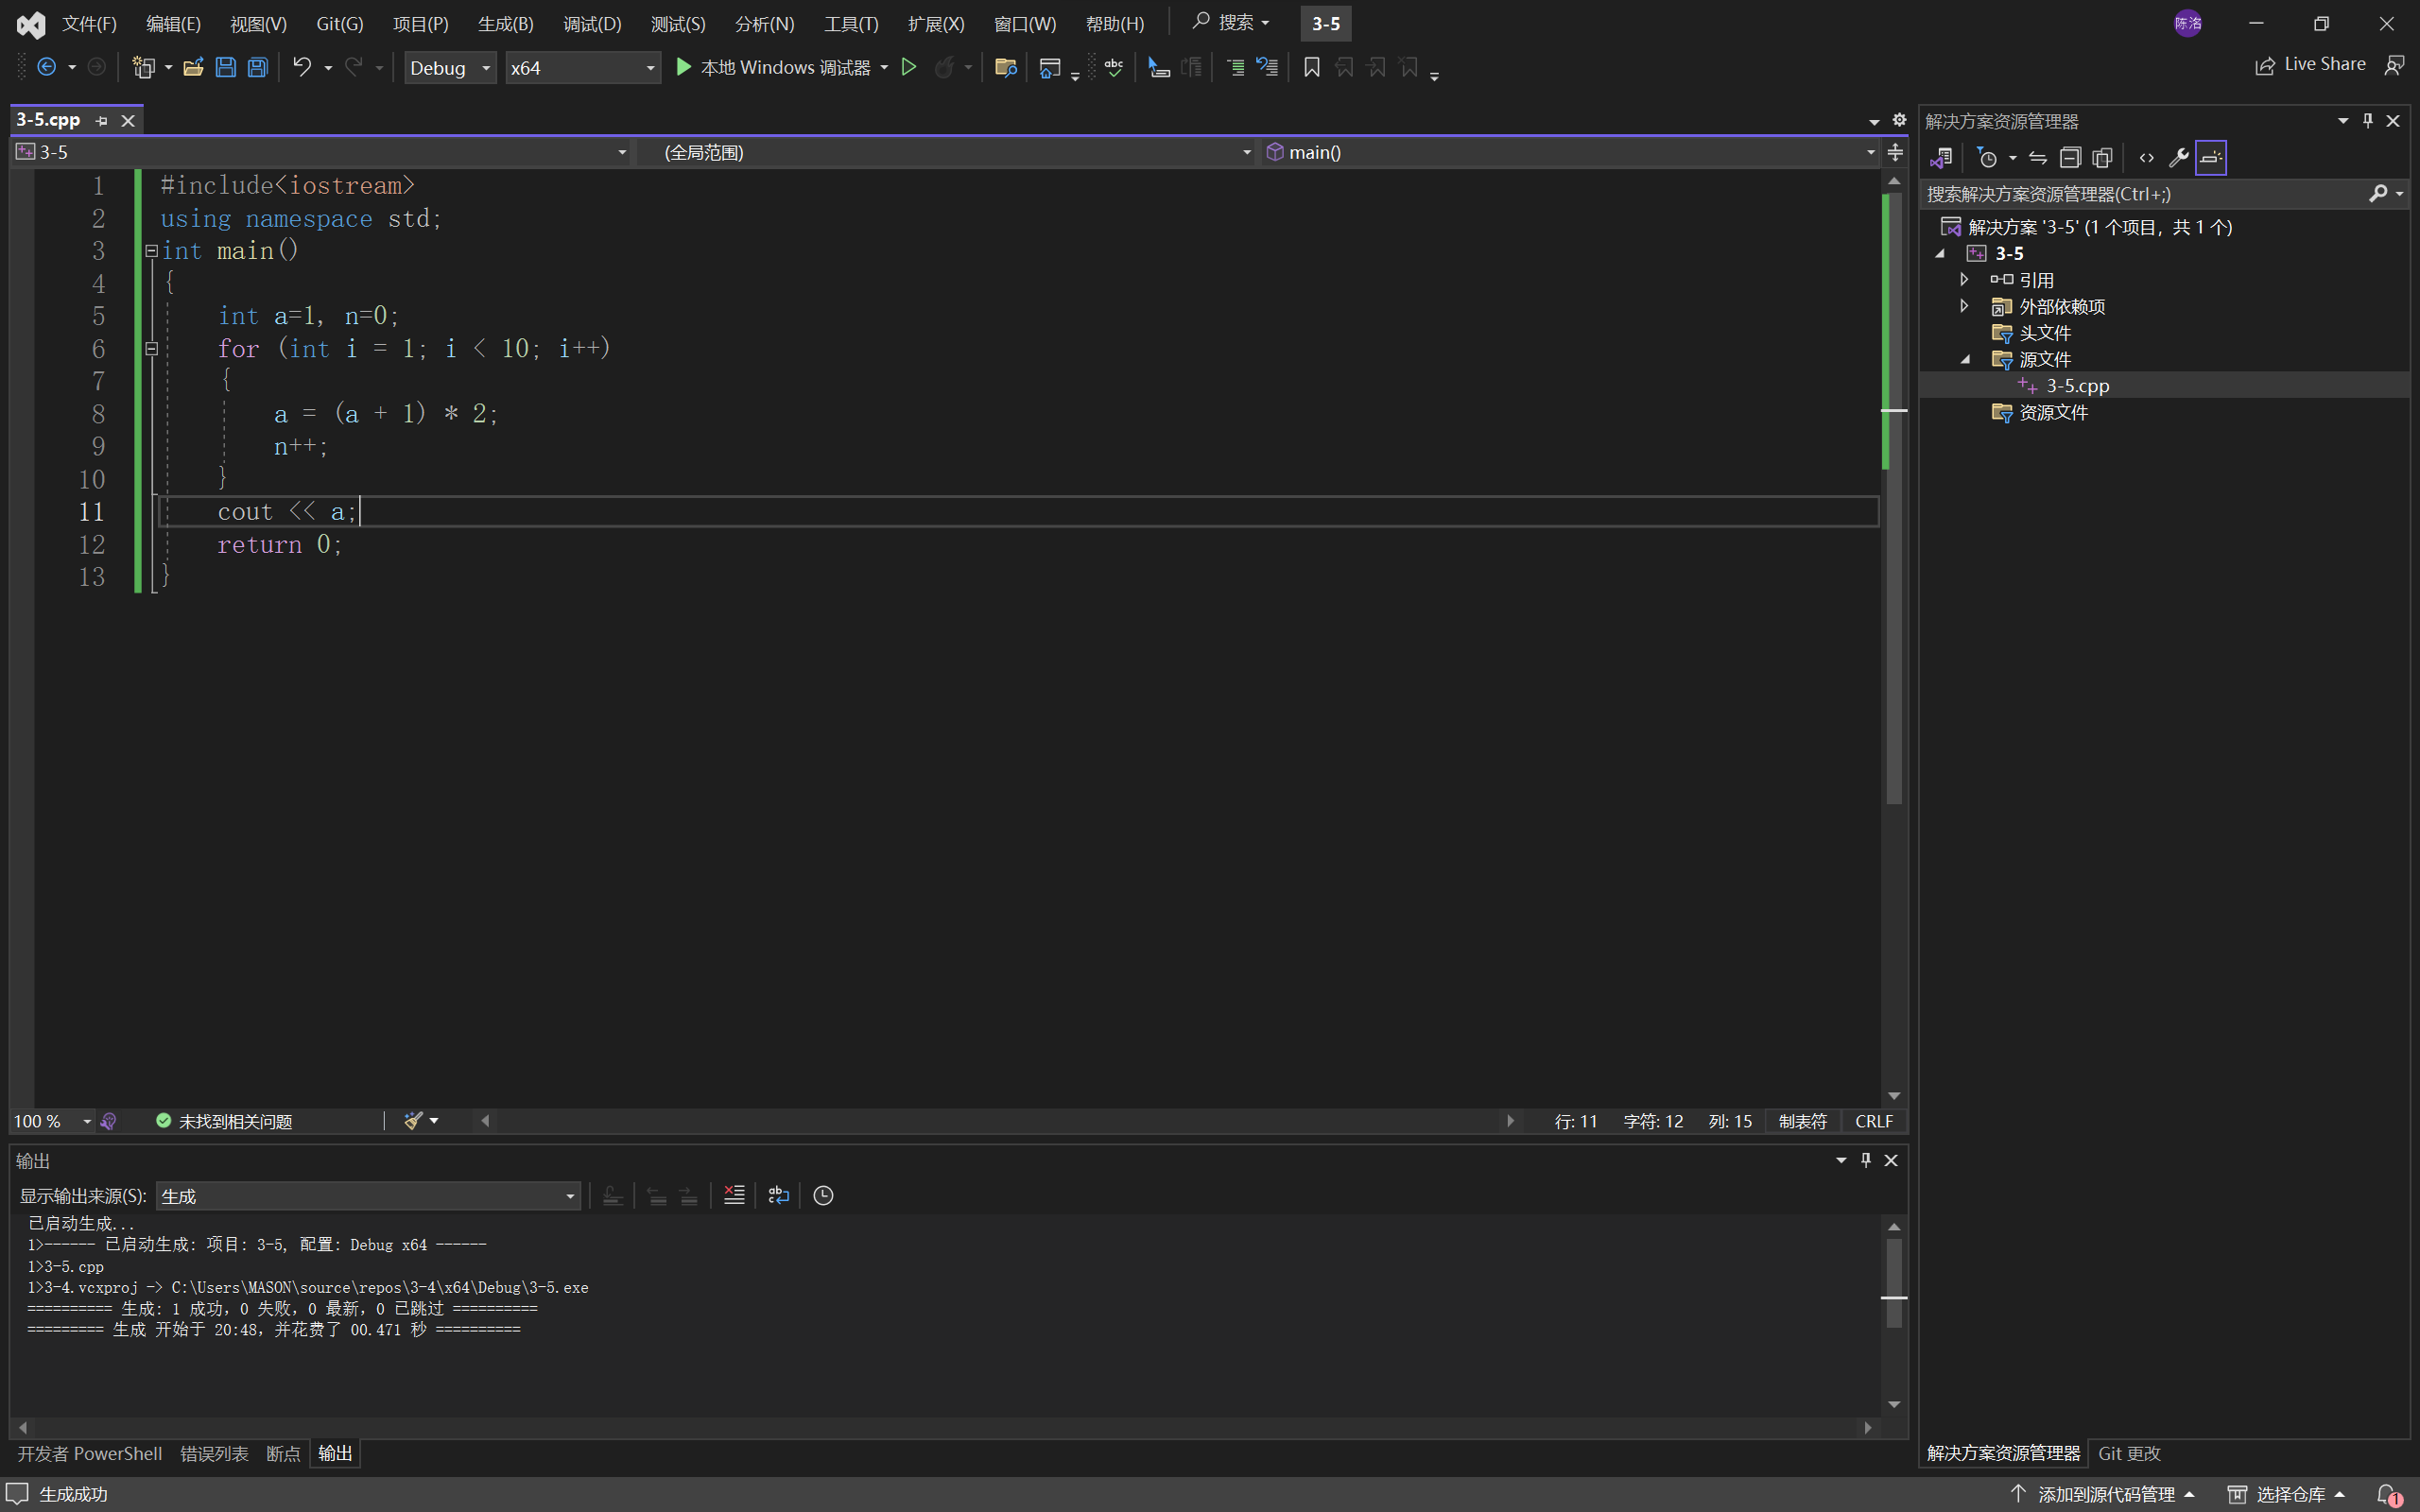 文件(F) 编辑(E) 视图(V) Git(G) 项目(P) 生成(B) 调试(D) 测试(S) 分析(N) 工具(T) 扩展(X) 窗口(W) 帮助(H) 搜索 3-5 陈洛
Debug x64 本地 Windows 调试器 Live Share
3-5.cpp
3-5 (全局范围) main()
1 #include<iostream>
2 using namespace std;
3 int main()
4 {
5 int a=1, n=0;
6 for (int i = 1; i < 10; i++)
7 {
8 a = (a + 1) * 2;
9 n++;
10 }
11 cout << a;
12 return 0;
13 }
100 % 未找到相关问题 行: 11 字符: 12 列: 15 制表符 CRLF
输出
显示输出来源(S): 生成
已启动生成...
1>------ 已启动生成: 项目: 3-5, 配置: Debug x64 ------
1>3-5.cpp
1>3-4.vcxproj -> C:\Users\MASON\source\repos\3-4\x64\Debug\3-5.exe
========== 生成: 1 成功，0 失败，0 最新，0 已跳过 ==========
========= 生成 开始于 20:48，并花费了 00.471 秒 ==========
开发者 PowerShell 错误列表 断点 输出
解决方案资源管理器
搜索解决方案资源管理器(Ctrl+;)
解决方案 '3-5' (1 个项目，共 1 个)
3-5
引用
外部依赖项
头文件
源文件
3-5.cpp
资源文件
解决方案资源管理器 Git 更改
生成成功 添加到源代码管理 选择仓库 1